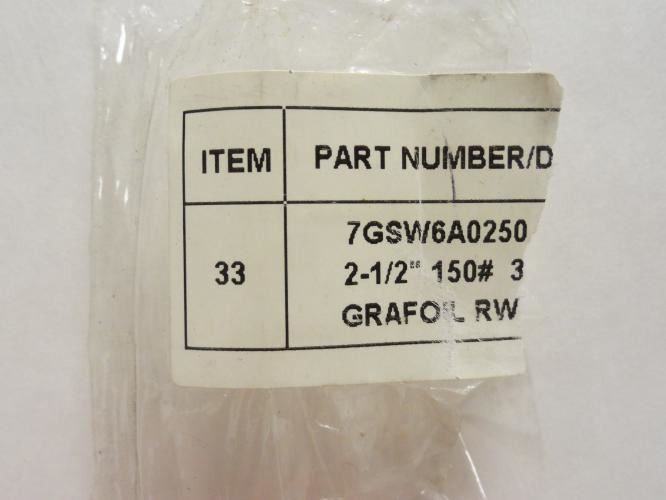 ITEM PART NUMBER/D
7GSW6A0250
33 2-1/2" 150# 3
GRAFOIL RW